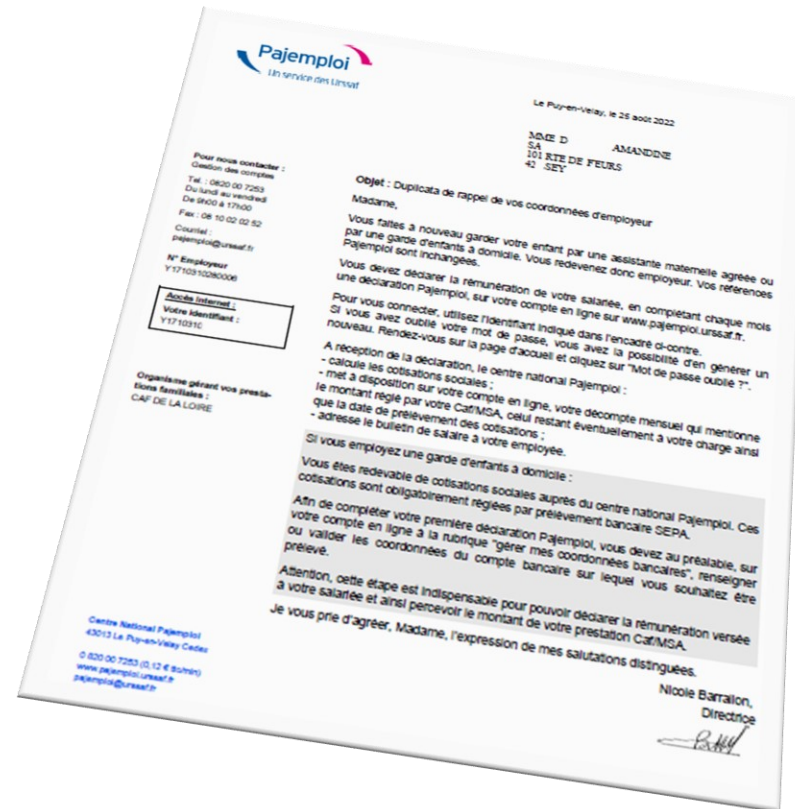 Pajemploi
Un service des Urssaf
Le Puy-en-Velay, le 25 août 2022
MME D AMANDINE
SA
101 RTE DE FEURS
42 SEY
Pour nous contacter :
Gestion des comptes
Tel. : 0820 00 7253
Du lundi au vendredi
De 9h00 à 17h00
Fax : 08 10 02 02 52
Courriel :
pajemploi@urssaf.fr
N° Employeur
Y1710310280006
Accès Internet :
Votre identifiant :
Y1710310
Organisme gérant vos presta-
tions familiales :
CAF DE LA LOIRE
Objet : Duplicata de rappel de vos coordonnées d'employeur
Madame,
Vous faites à nouveau garder votre enfant par une assistante maternelle agréée ou
par une garde d'enfants à domicile. Vous redevenez donc employeur. Vos références
Pajemploi sont inchangées.
Vous devez déclarer la rémunération de votre salariée, en complétant chaque mois
une déclaration Pajemploi, sur votre compte en ligne sur www.pajemploi.urssaf.fr.
Pour vous connecter, utilisez l'identifiant indiqué dans l'encadré ci-contre.
Si vous avez oublié votre mot de passe, vous avez la possibilité d'en générer un
nouveau. Rendez-vous sur la page d'accueil et cliquez sur "Mot de passe oublié ?".
A réception de la déclaration, le centre national Pajemploi :
- calcule les cotisations sociales ;
- met à disposition sur votre compte en ligne, votre décompte mensuel qui mentionne
le montant réglé par votre Caf/MSA, celui restant éventuellement à votre charge ainsi
que la date de prélèvement des cotisations ;
- adresse le bulletin de salaire à votre employée.
Si vous employez une garde d'enfants à domicile :
Vous êtes redevable de cotisations sociales auprès du centre national Pajemploi. Ces
cotisations sont obligatoirement réglées par prélèvement bancaire SEPA.
Afin de compléter votre première déclaration Pajemploi, vous devez au préalable, sur
votre compte en ligne à la rubrique "gérer mes coordonnées bancaires", renseigner
ou valider les coordonnées du compte bancaire sur lequel vous souhaitez être
prélevé.
Attention, cette étape est indispensable pour pouvoir déclarer la rémunération versée
à votre salariée et ainsi percevoir le montant de votre prestation Caf/MSA.
Je vous prie d'agréer, Madame, l'expression de mes salutations distinguées.
Nicole Barrallon,
Directrice
Centre National Pajemploi
43013 Le Puy-en-Velay Cedex
0 820 00 7253 (0,12 € ttc/min)
www.pajemploi.urssaf.fr
pajemploi@urssaf.fr